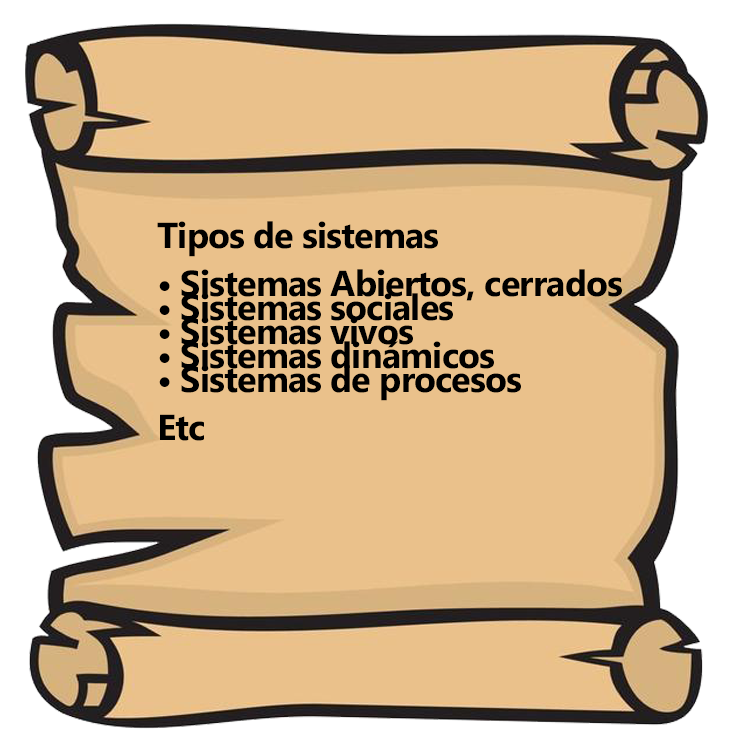 Tipos de sistemas
• Sistemas Abiertos, cerrados
• Sistemas sociales
• Sistemas vivos
• Sistemas dinámicos
• Sistemas de procesos
Etc